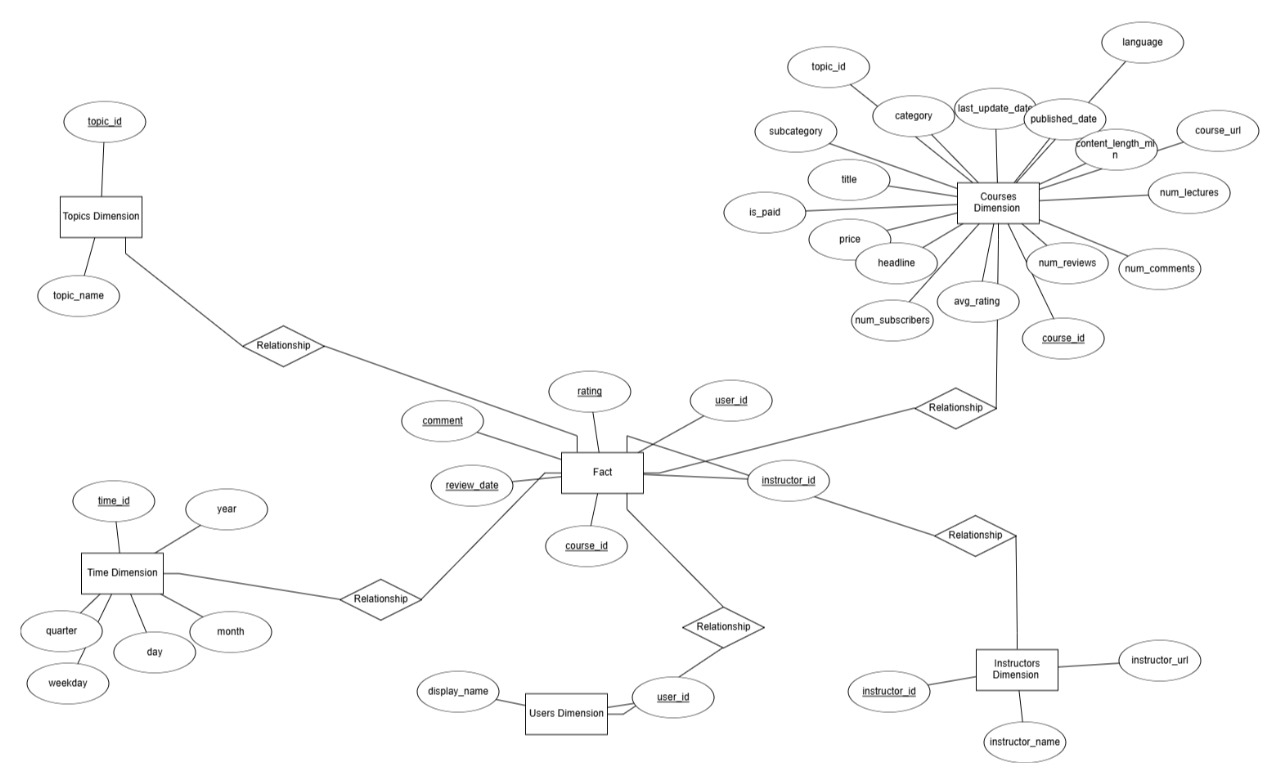 language
topic_id
last_update_date
category
published_date
topic_id
subcategory
course_url
content_length_mi
n
title
num_lectures
Courses
Dimension
is_paid
Topics Dimension
price
headline
num_reviews
num_comments
topic_name
avg_rating
num_subscribers
course_id
Relationship
rating
user_id
Relationship
comment
Fact
review_date
instructor_id
time_id
year
course_id
Relationship
Time Dimension
Relationship
quarter
month
day
Relationship
weekday
display_name
user_id
Users Dimension
instructor_url
Instructors
Dimension
instructor_id
instructor_name